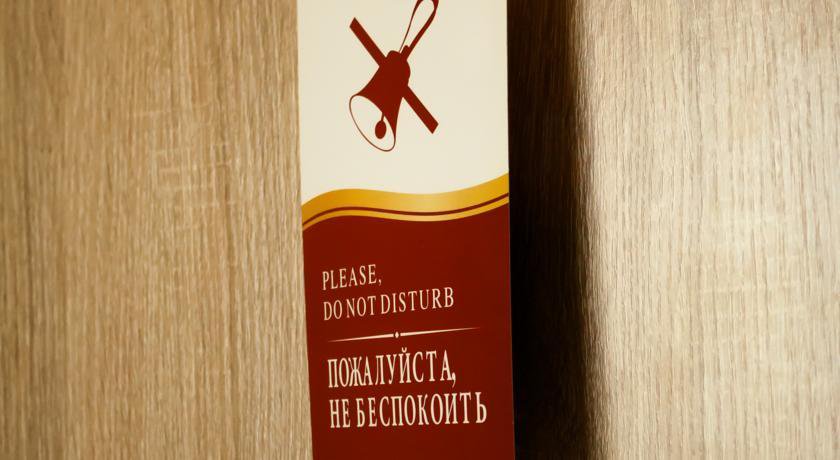 PLEASE,
DO NOT DISTURB
ПОЖАЛУЙСТА,
НЕ БЕСПОКОИТЬ